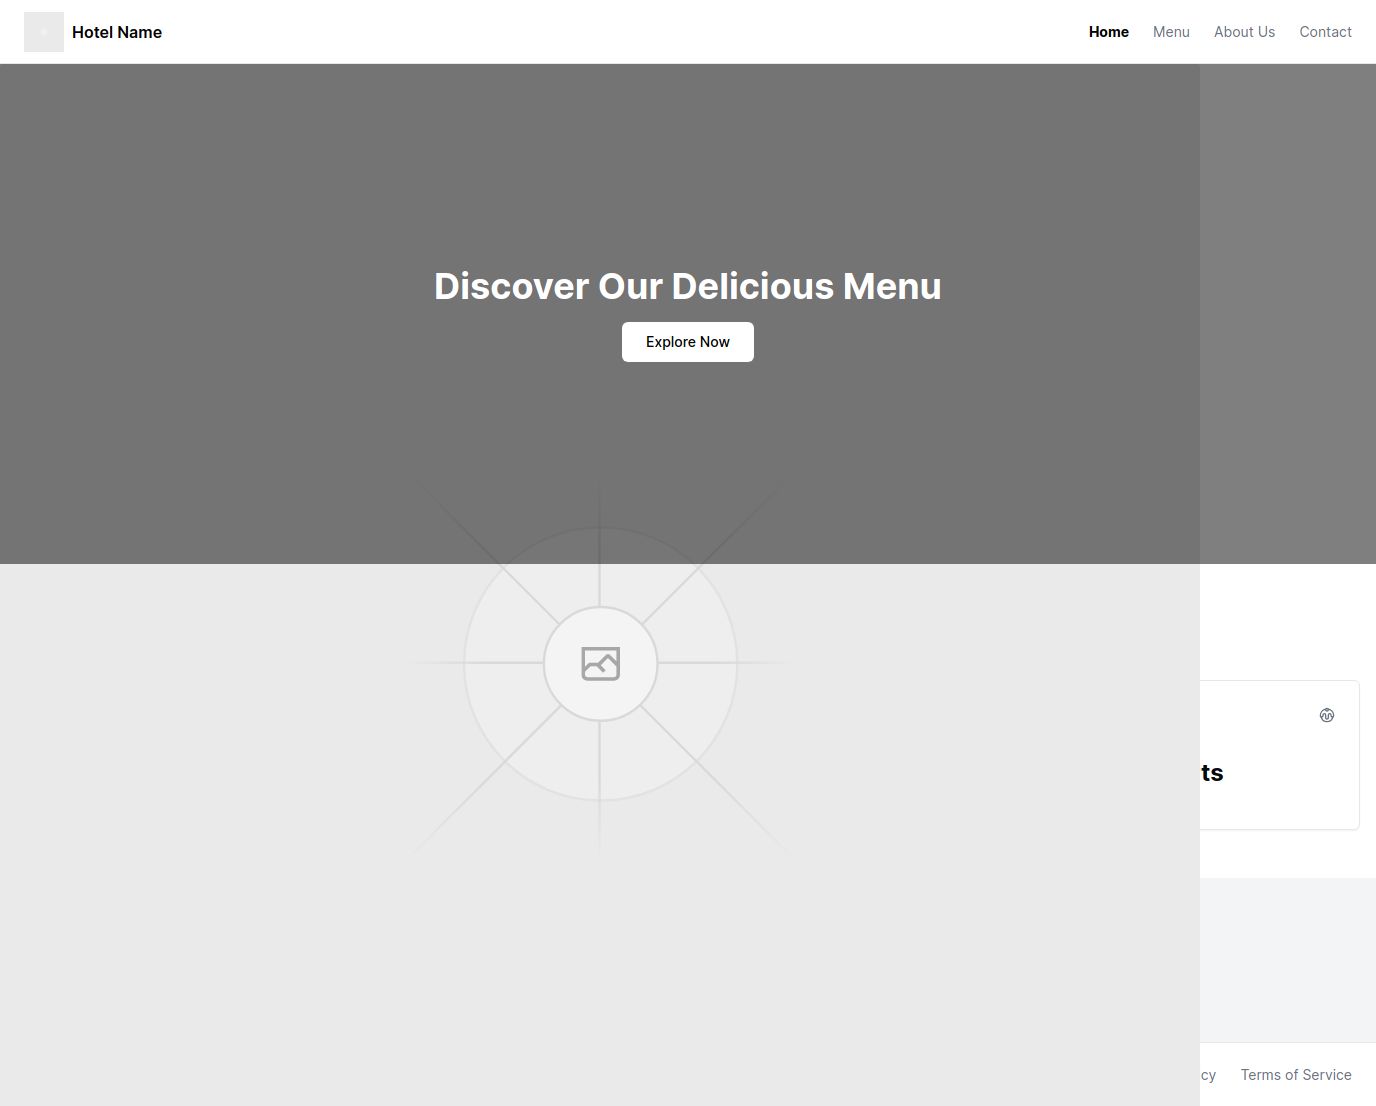 Hotel Name
Home
Menu
About Us
Contact
Discover Our Delicious Menu
Explore Now
ts
cy
Terms of Service